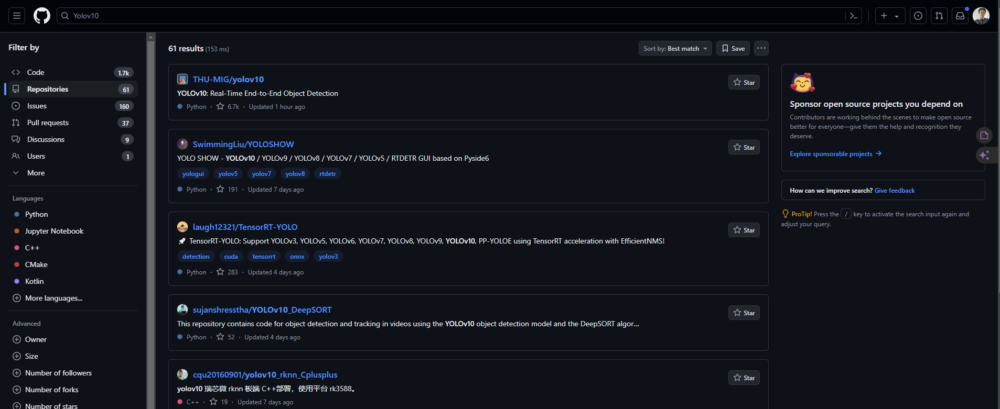 Yolov10
Filter by
Code 1.7k
Repositories 61
Issues 160
Pull requests 37
Discussions 9
Users 1
More
Languages
Python
Jupyter Notebook
C++
CMake
Kotlin
More languages...
Advanced
Owner
Size
Number of followers
Number of forks
Number of stars
61 results (153 ms)
Sort by: Best match
Save
THU-MIG/yolov10
Star
YOLOv10: Real-Time End-to-End Object Detection
Python · 6.7k · Updated 1 hour ago
SwimmingLiu/YOLOSHOW
Star
YOLO SHOW - YOLOv10 / YOLOv9 / YOLOv8 / YOLOv7 / YOLOv5 / RTDETR GUI based on Pyside6
yologui yolov5 yolov7 yolov8 rtdetr
Python · 191 · Updated 7 days ago
laugh12321/TensorRT-YOLO
Star
🚀 TensorRT-YOLO: Support YOLOv3, YOLOv5, YOLOv6, YOLOv7, YOLOv8, YOLOv9, YOLOv10, PP-YOLOE using TensorRT acceleration with EfficientNMS!
detection cuda tensorrt onnx yolov3
Python · 283 · Updated 4 days ago
sujanshresstha/YOLOv10_DeepSORT
Star
This repository contains code for object detection and tracking in videos using the YOLOv10 object detection model and the DeepSORT algor...
Python · 52 · Updated 4 days ago
cqu20160901/yolov10_rknn_Cplusplus
Star
yolov10 瑞芯微 rknn 板端 C++部署，使用平台 rk3588。
C++ · 19 · Updated 7 days ago
Sponsor open source projects you depend on
Contributors are working behind the scenes to make open source
better for everyone—give them the help and recognition they
deserve.
Explore sponsorable projects →
How can we improve search? Give feedback
ProTip! Press the / key to activate the search input again and
adjust your query.